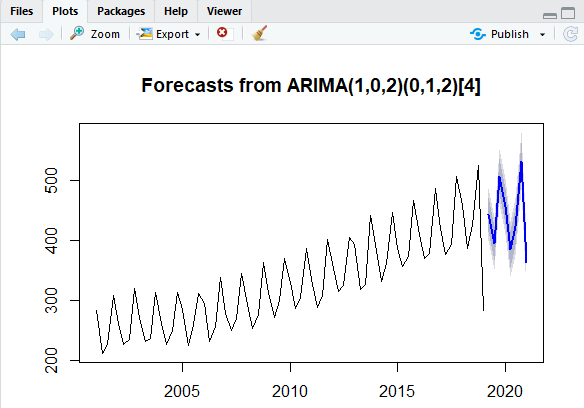 Files Plots Packages Help Viewer
Zoom Export Publish
Forecasts from ARIMA(1,0,2)(0,1,2)[4]
500
400
300
200
2005 2010 2015 2020